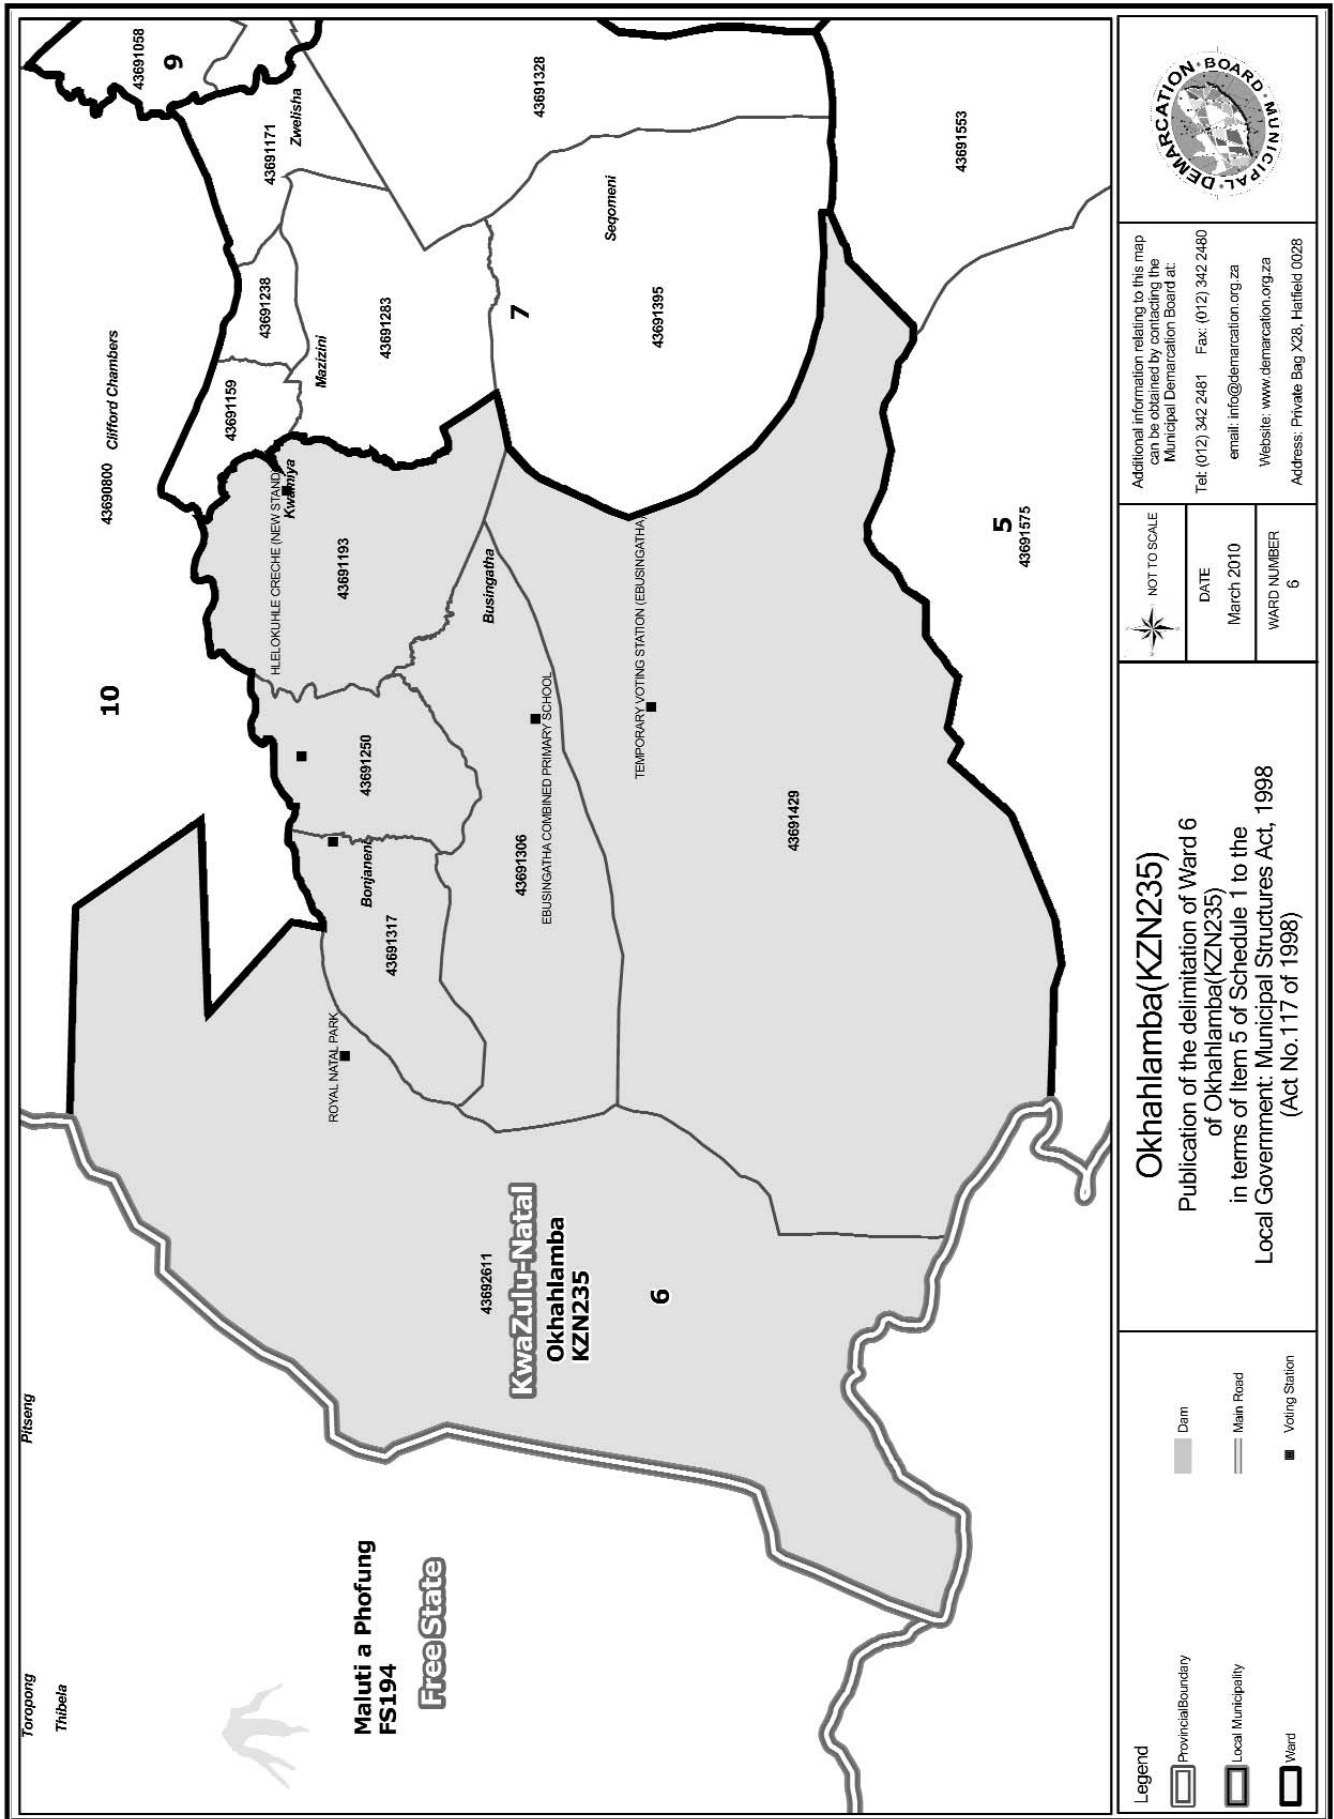 Toropong
Thibela
Pitseng
Maluti a Phofung
FS194
Free State
KwaZulu-Natal
Okhahlamba
KZN235
43692611
6
ROYAL NATAL PARK
43691317
Bonjaneni
43691250
43691306
EBUSINGATHA COMBINED PRIMARY SCHOOL
43691429
TEMPORARY VOTING STATION (EBUSINGATHA)
Busingatha
HLELOKUHLE CRECHE (NEW STAND)
Kwamiya
43691193
10
43690800
Clifford Chambers
43691159
43691238
Mazizini
43691283
7
43691395
Seqomeni
43691171
Zwelisha
43691058
9
43691328
43691553
5
43691575
Legend
ProvincialBoundary
Local Municipality
Ward
Dam
Main Road
Voting Station
Okhahlamba(KZN235)
Publication of the delimitation of Ward 6
of Okhahlamba(KZN235)
in terms of Item 5 of Schedule 1 to the
Local Government: Municipal Structures Act, 1998
(Act No.117 of 1998)
NOT TO SCALE
DATE
March 2010
WARD NUMBER
6
Additional information relating to this map
can be obtained by contacting the
Municipal Demarcation Board at:
Tel: (012) 342 2481 Fax: (012) 342 2480
email: info@demarcation.org.za
Website: www.demarcation.org.za
Address: Private Bag X28, Hatfield 0028
MUNICIPAL DEMARCATION BOARD